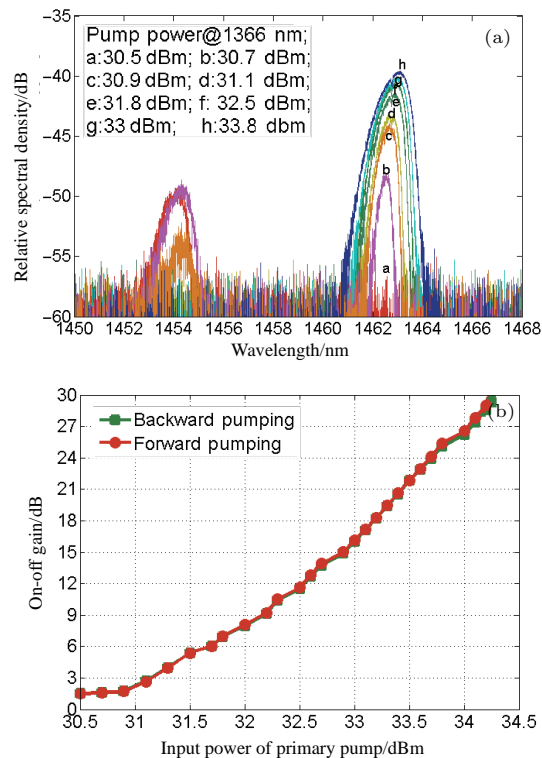 Pump power@1366 nm;
a:30.5 dBm; b:30.7 dBm;
c:30.9 dBm; d:31.1 dBm;
e:31.8 dBm; f: 32.5 dBm;
g:33 dBm; h:33.8 dbm
(a)
h
g
f
e
d
c
b
a
−35
−40
−45
−50
−55
−60
Relative spectral density/dB
1450 1452 1454 1456 1458 1460 1462 1464 1466 1468
Wavelength/nm
(b)
Backward pumping
Forward pumping
30
27
24
21
18
15
12
9
6
3
0
On-off gain/dB
30.5 31 31.5 32 32.5 33 33.5 34 34.5
Input power of primary pump/dBm